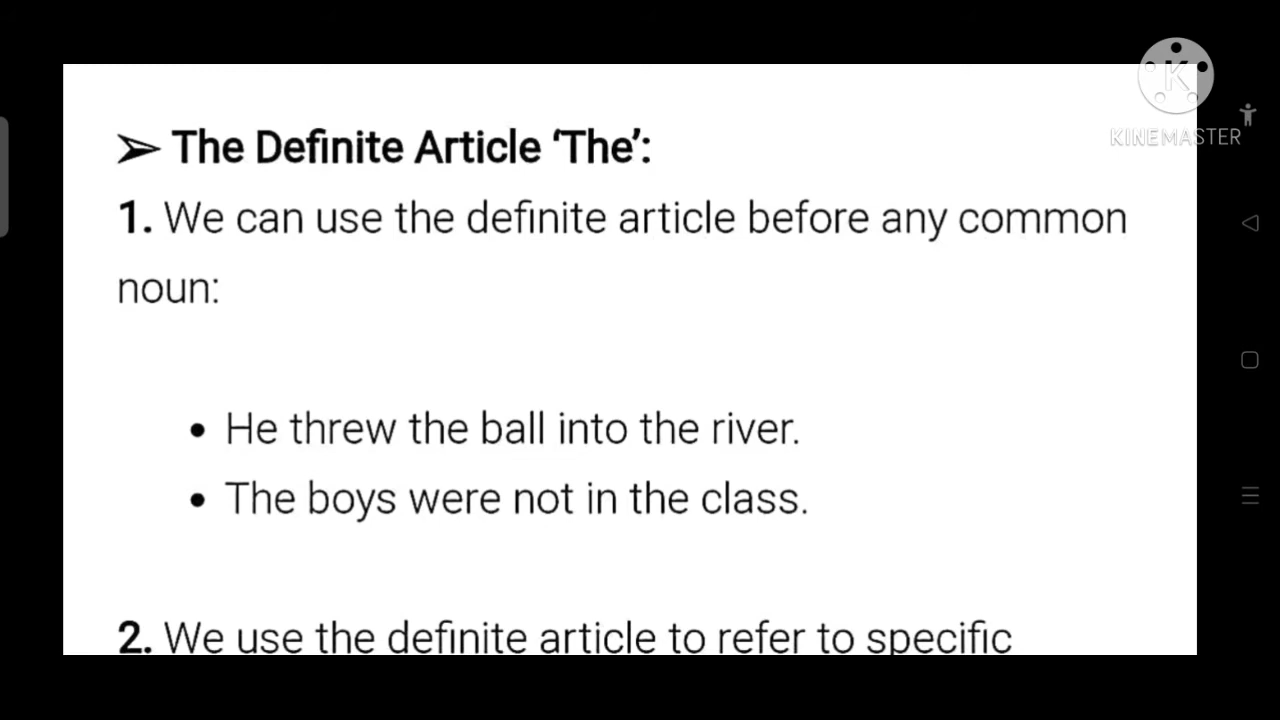 KINEMASTER
➢ The Definite Article ‘The’:
1. We can use the definite article before any common
noun:
• He threw the ball into the river.
• The boys were not in the class.
2. We use the definite article to refer to specific